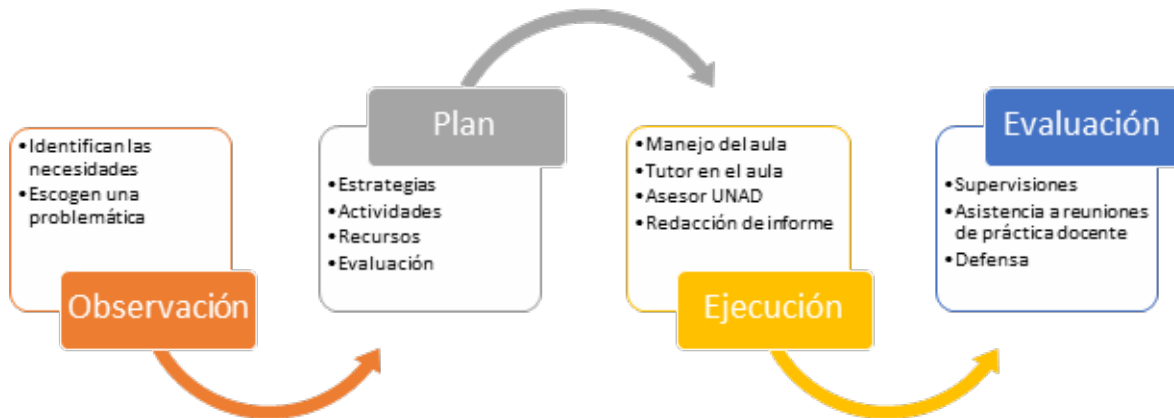 •Identifican las
necesidades
•Escogen una
problemática
Observación
Plan
•Estrategias
•Actividades
•Recursos
•Evaluación
•Manejo del aula
•Tutor en el aula
•Asesor UNAD
•Redacción de informe
Ejecución
Evaluación
•Supervisiones
•Asistencia a reuniones
de práctica docente
•Defensa